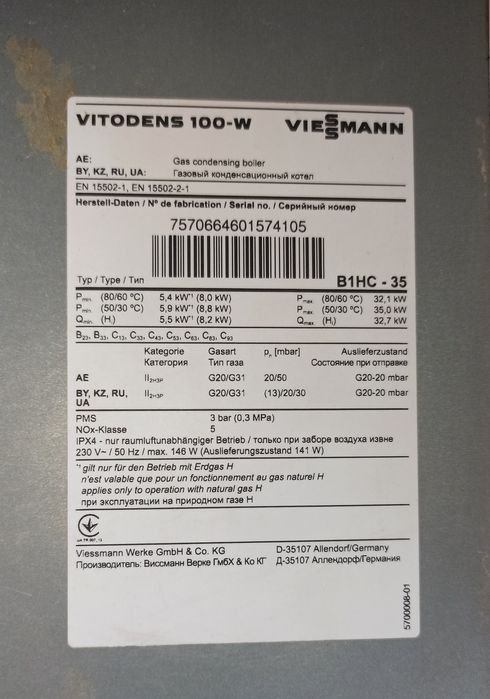 VITODENS 100-W VIESSMANN
AE: Gas condensing boiler
BY, KZ, RU, UA: Газовый конденсационный котел
EN 15502-1, EN 15502-2-1
Herstell-Daten / Nº de fabrication / Serial no. / Серийный номер
7570664601574105
Typ / Type / Тип B1HC - 35
Pmin. (80/60 ºC) 5,4 kW*¹ (8,0 kW) Pmax. (80/60 ºC) 32,1 kW
Pmin. (50/30 ºC) 5,9 kW*¹ (8,8 kW) Pmax. (50/30 ºC) 35,0 kW
Qmin. (Hi) 5,5 kW*¹ (8,2 kW) Qmax. (Hi) 32,7 kW
B23, B33, C13, C33, C43, C53, C63, C83, C93
Kategorie Gasart pn [mbar] Auslieferzustand
Категория Тип газа Состояние при отправке
AE II2H3P G20/G31 20/50 G20-20 mbar
BY, KZ, RU, II2H3P G20/G31 (13)/20/30 G20-20 mbar
UA
PMS 3 bar (0,3 MPa)
NOx-Klasse 5
IPX4 - nur raumluftunabhängiger Betrieb / только при заборе воздуха извне
230 V~ / 50 Hz / max. 146 W (Auslieferungszustand 141 W)
*¹ gilt nur für den Betrieb mit Erdgas H
n'est valable que pour un fonctionnement au gas naturel H
applies only to operation with natural gas H
при эксплуатации на природном газе H
Viessmann Werke GmbH & Co. KG D-35107 Allendorf/Germany
Производитель: Виссманн Верке ГмбХ & Ко КГ Д-35107 Аллендорф/Германия
5700008-01